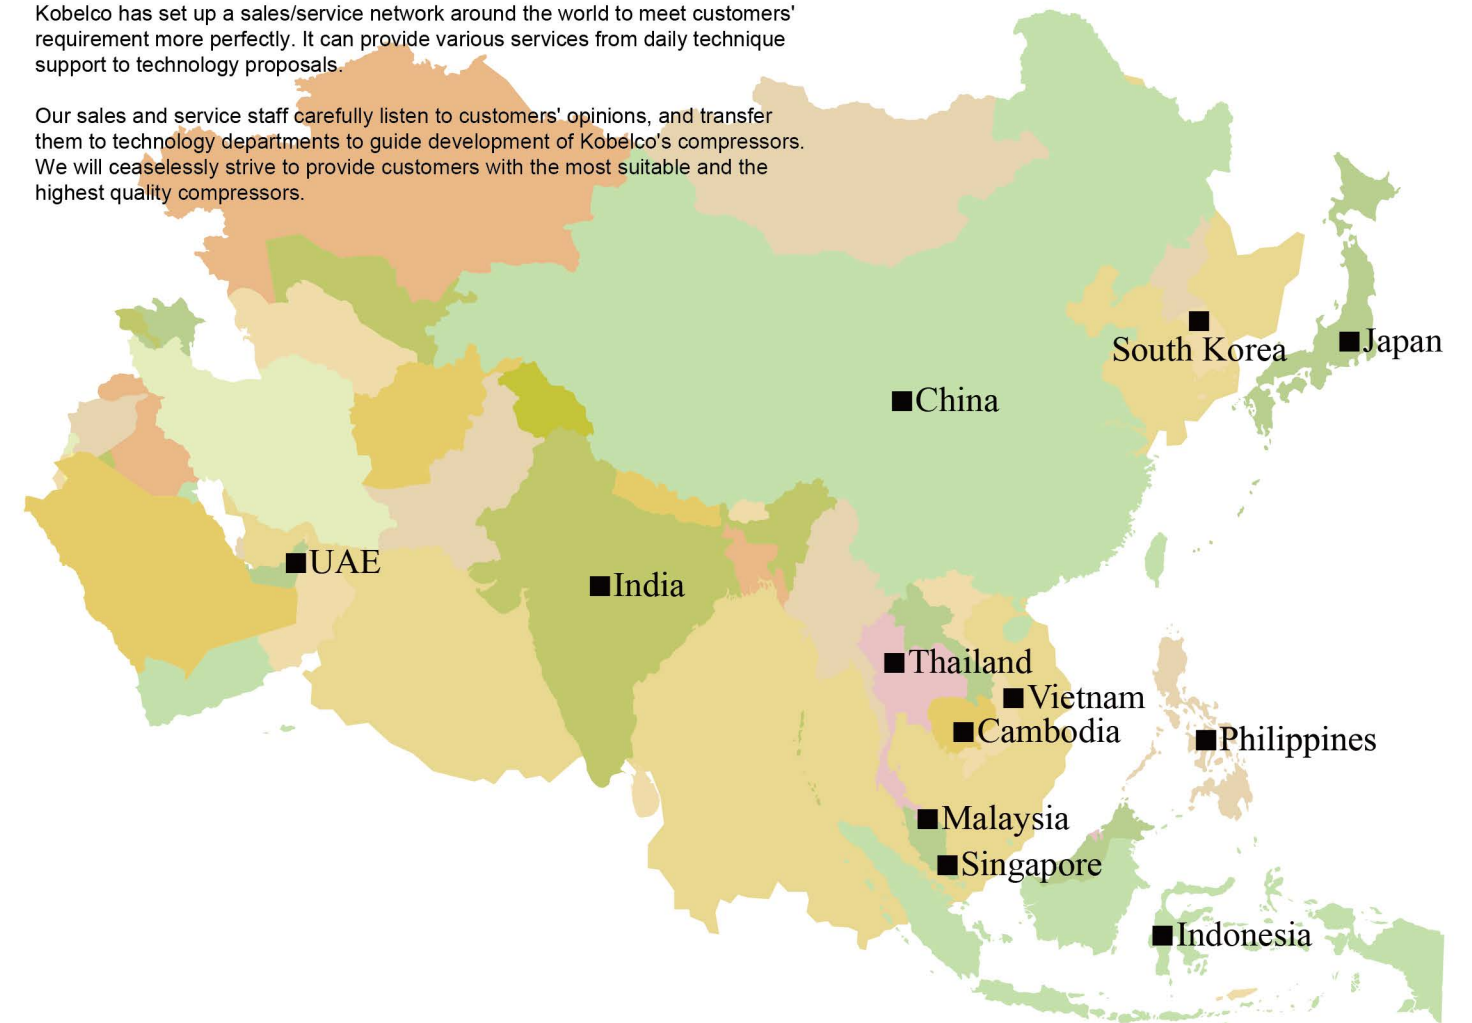 Kobelco has set up a sales/service network around the world to meet customers'
requirement more perfectly. It can provide various services from daily technique
support to technology proposals.
Our sales and service staff carefully listen to customers' opinions, and transfer
them to technology departments to guide development of Kobelco's compressors.
We will ceaselessly strive to provide customers with the most suitable and the
highest quality compressors.
South Korea
Japan
China
UAE
India
Thailand
Vietnam
Cambodia
Philippines
Malaysia
Singapore
Indonesia